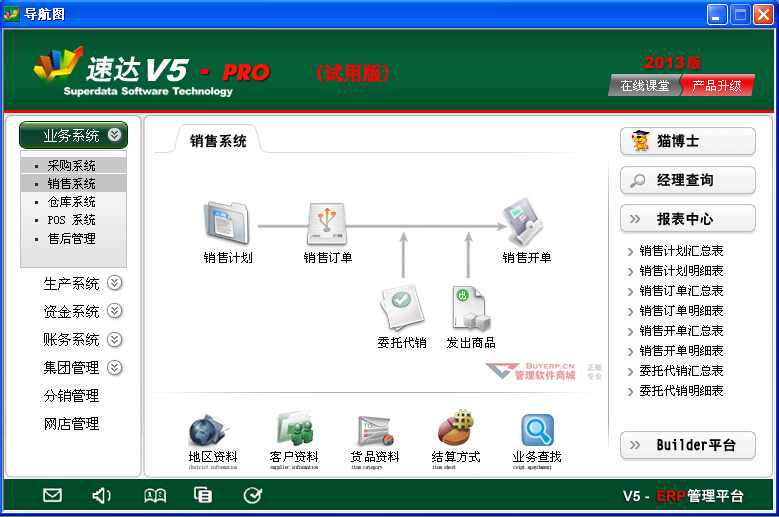 导航图
速达 V5 - PRO (试用版)
Superdata Software Technology
2013版
在线课堂 产品升级
业务系统
采购系统
销售系统
仓库系统
POS 系统
售后管理
生产系统
资金系统
账务系统
集团管理
分销管理
网店管理
销售系统
销售计划
销售订单
销售开单
委托代销
发出商品
BUYERP.CN
管理软件商城
正版
专业
地区资料
district information
客户资料
supplier information
货品资料
item category
结算方式
item sheet
业务查找
猫博士
经理查询
报表中心
销售计划汇总表
销售计划明细表
销售订单汇总表
销售订单明细表
销售开单汇总表
销售开单明细表
委托代销汇总表
委托代销明细表
Builder平台
V5 - ERP管理平台